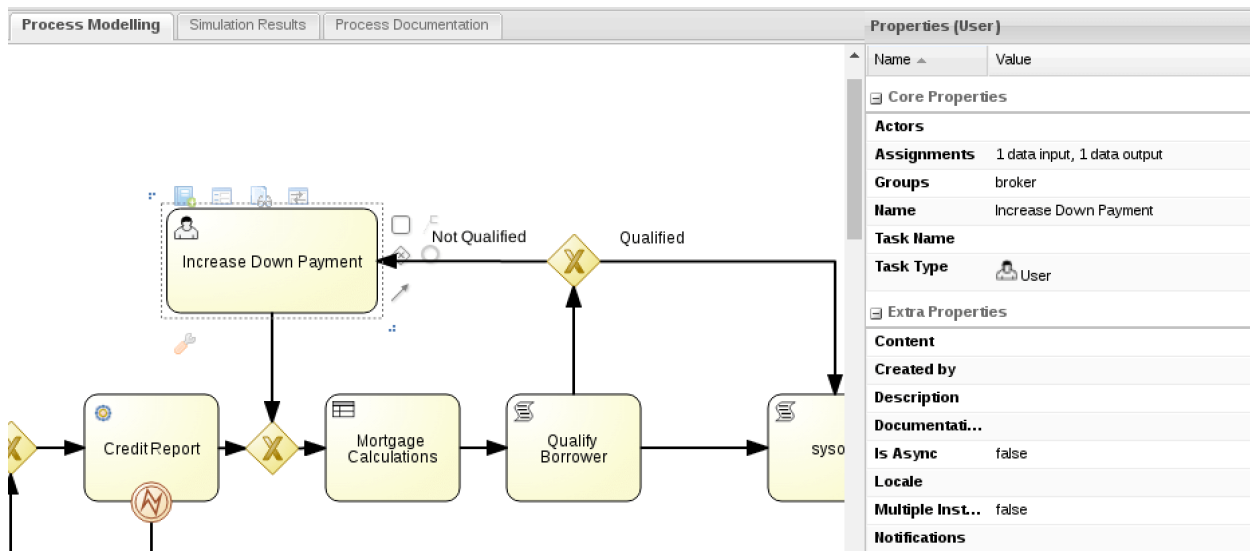 Process Modelling
Simulation Results
Process Documentation
Not Qualified
Qualified
Increase Down Payment
Credit Report
Mortgage
Calculations
Qualify
Borrower
syso
Properties (User)
Name Value
Core Properties
Actors
Assignments 1 data input, 1 data output
Groups broker
Name Increase Down Payment
Task Name
Task Type User
Extra Properties
Content
Created by
Description
Documentati...
Is Async false
Locale
Multiple Inst... false
Notifications